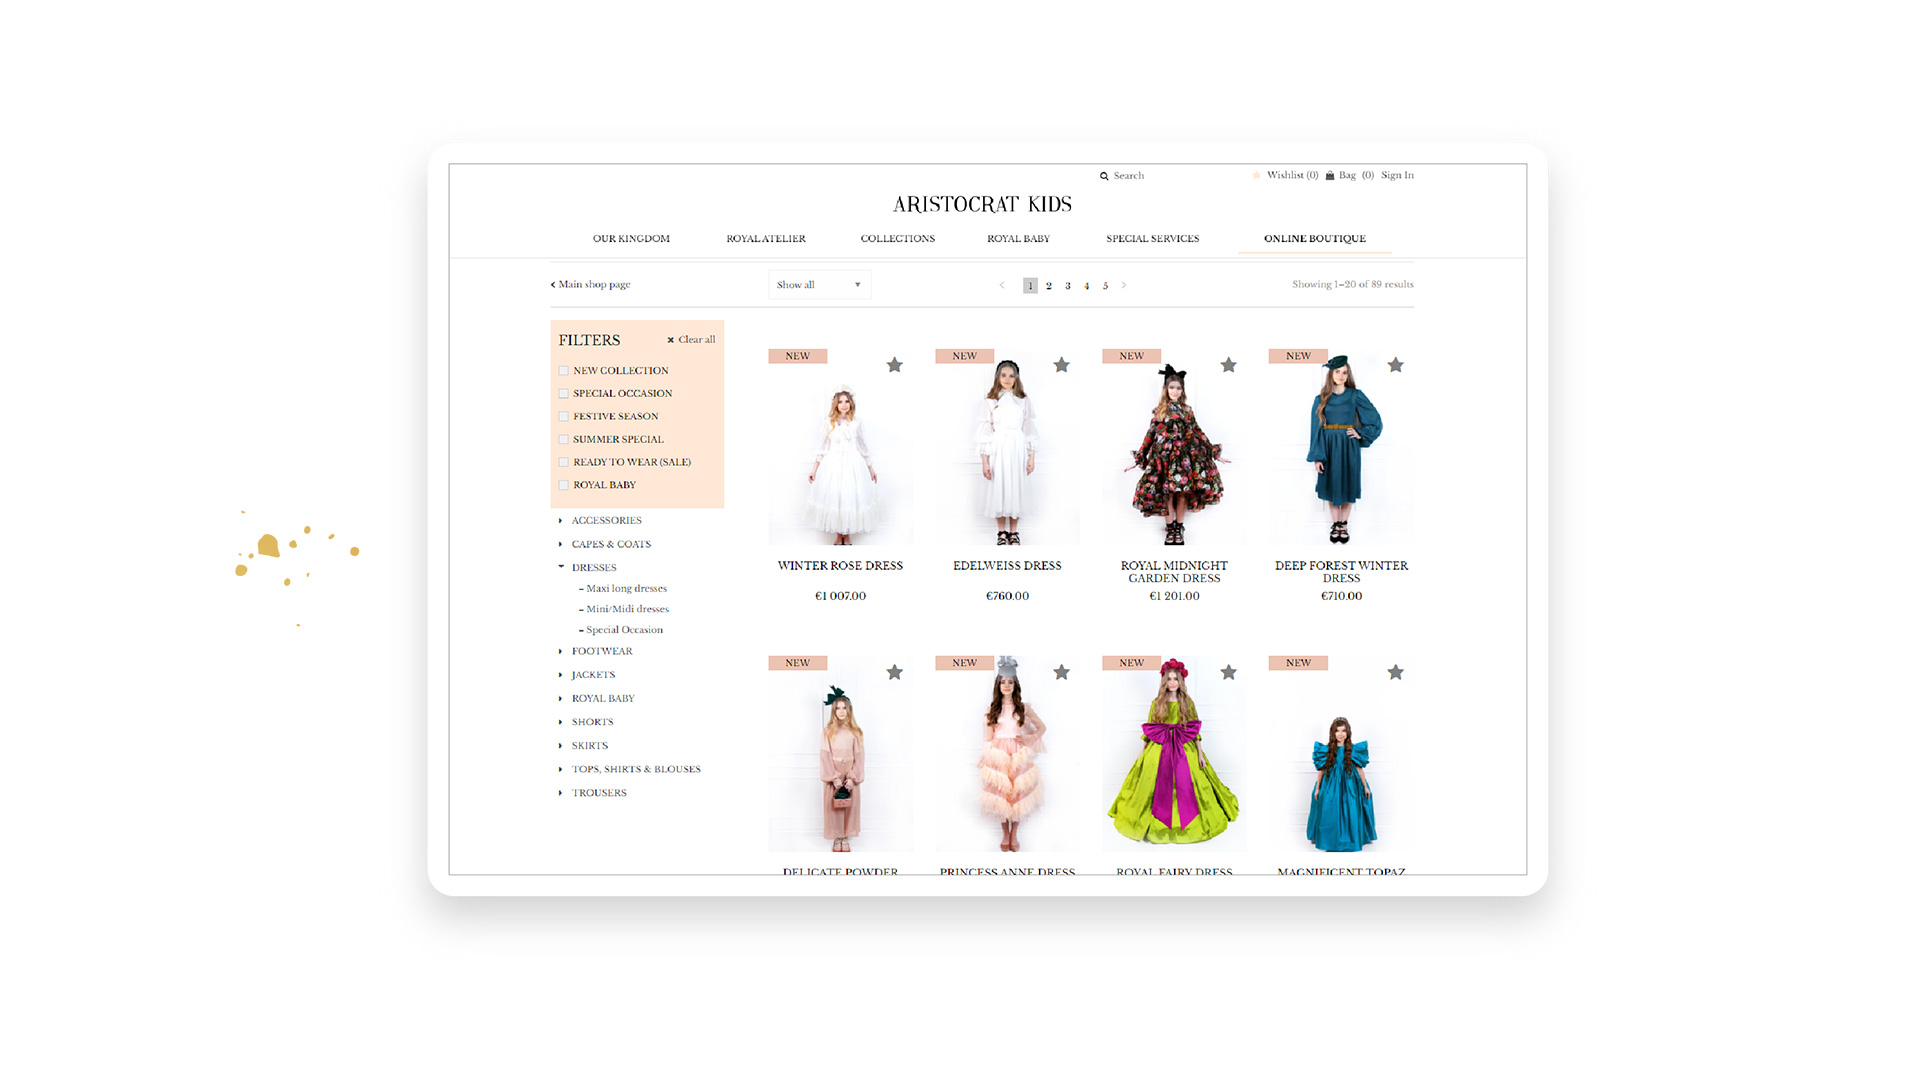 Search
Wishlist (0) Bag (0) Sign In
ARISTOCRAT KIDS
OUR KINGDOM ROYAL ATELIER COLLECTIONS ROYAL BABY SPECIAL SERVICES ONLINE BOUTIQUE
Main shop page
Show all
1 2 3 4 5
Showing 1–20 of 89 results
FILTERS
Clear all
NEW COLLECTION
SPECIAL OCCASION
FESTIVE SEASON
SUMMER SPECIAL
READY TO WEAR (SALE)
ROYAL BABY
ACCESSORIES
CAPES & COATS
DRESSES
– Maxi long dresses
– Mini/Midi dresses
– Special Occasion
FOOTWEAR
JACKETS
ROYAL BABY
SHORTS
SKIRTS
TOPS, SHIRTS & BLOUSES
TROUSERS
NEW
WINTER ROSE DRESS
€1 007.00
NEW
EDELWEISS DRESS
€760.00
NEW
ROYAL MIDNIGHT
GARDEN DRESS
€1 201.00
NEW
DEEP FOREST WINTER
DRESS
€710.00
NEW
DELICATE POWDER
NEW
PRINCESS ANNE DRESS
NEW
ROYAL FAIRY DRESS
NEW
MAGNIFICENT TOPAZ